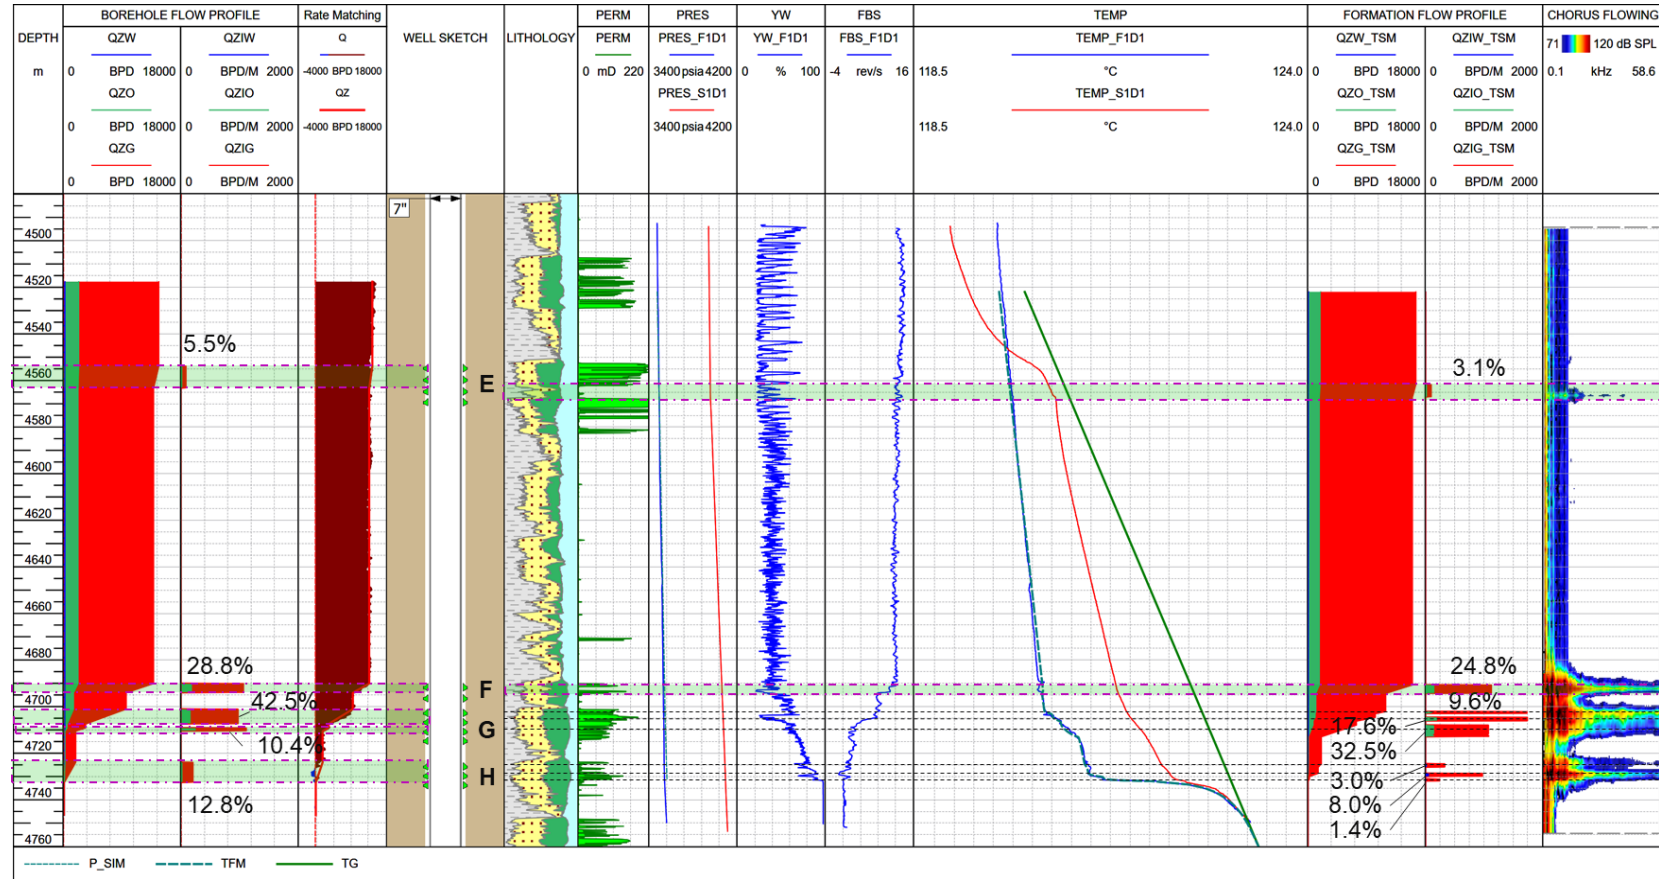 BOREHOLE FLOW PROFILE Rate Matching PERM PRES YW FBS TEMP FORMATION FLOW PROFILE CHORUS FLOWING
DEPTH QZW QZIW Q WELL SKETCH LITHOLOGY PERM PRES_F1D1 YW_F1D1 FBS_F1D1 TEMP_F1D1 QZW_TSM QZIW_TSM 71 120 dB SPL
m 0 BPD 18000 0 BPD/M 2000 -4000 BPD 18000 0 mD 220 3400 psia 4200 0 % 100 -4 rev/s 16 118.5 °C 124.0 0 BPD 18000 0 BPD/M 2000 0.1 kHz 58.6
QZO QZIO QZ PRES_S1D1 TEMP_S1D1 QZO_TSM QZIO_TSM
0 BPD 18000 0 BPD/M 2000 -4000 BPD 18000 3400 psia 4200 118.5 °C 124.0 0 BPD 18000 0 BPD/M 2000
QZG QZIG QZG_TSM QZIG_TSM
0 BPD 18000 0 BPD/M 2000 0 BPD 18000 0 BPD/M 2000
7"
4500
4520
4540
5.5%
3.1%
4560
E
4580
4600
4620
4640
4660
4680
28.8%
24.8%
F
4700
42.5%
9.6%
G
17.6%
4720
10.4%
32.5%
H
3.0%
4740
12.8%
8.0%
1.4%
4760
P_SIM TFM TG